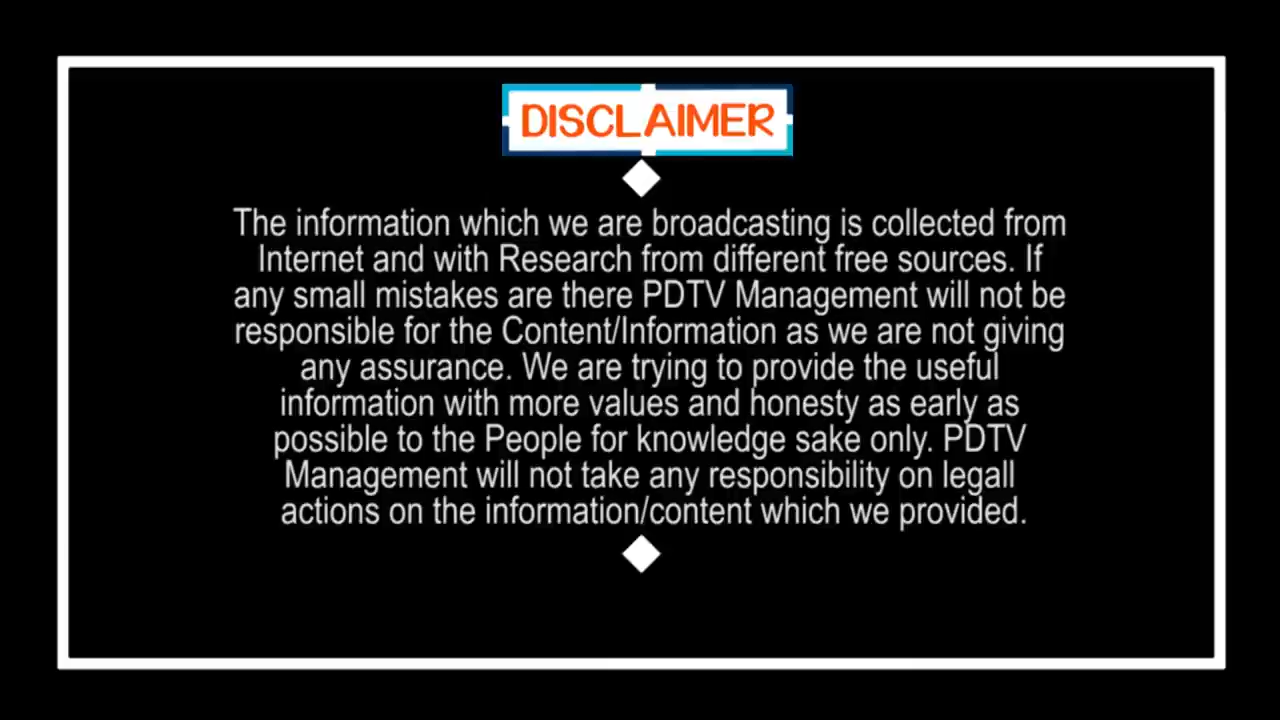 DISCLAIMER
The information which we are broadcasting is collected from
Internet and with Research from different free sources. If
any small mistakes are there PDTV Management will not be
responsible for the Content/Information as we are not giving
any assurance. We are trying to provide the useful
information with more values and honesty as early as
possible to the People for knowledge sake only. PDTV
Management will not take any responsibility on legall
actions on the information/content which we provided.